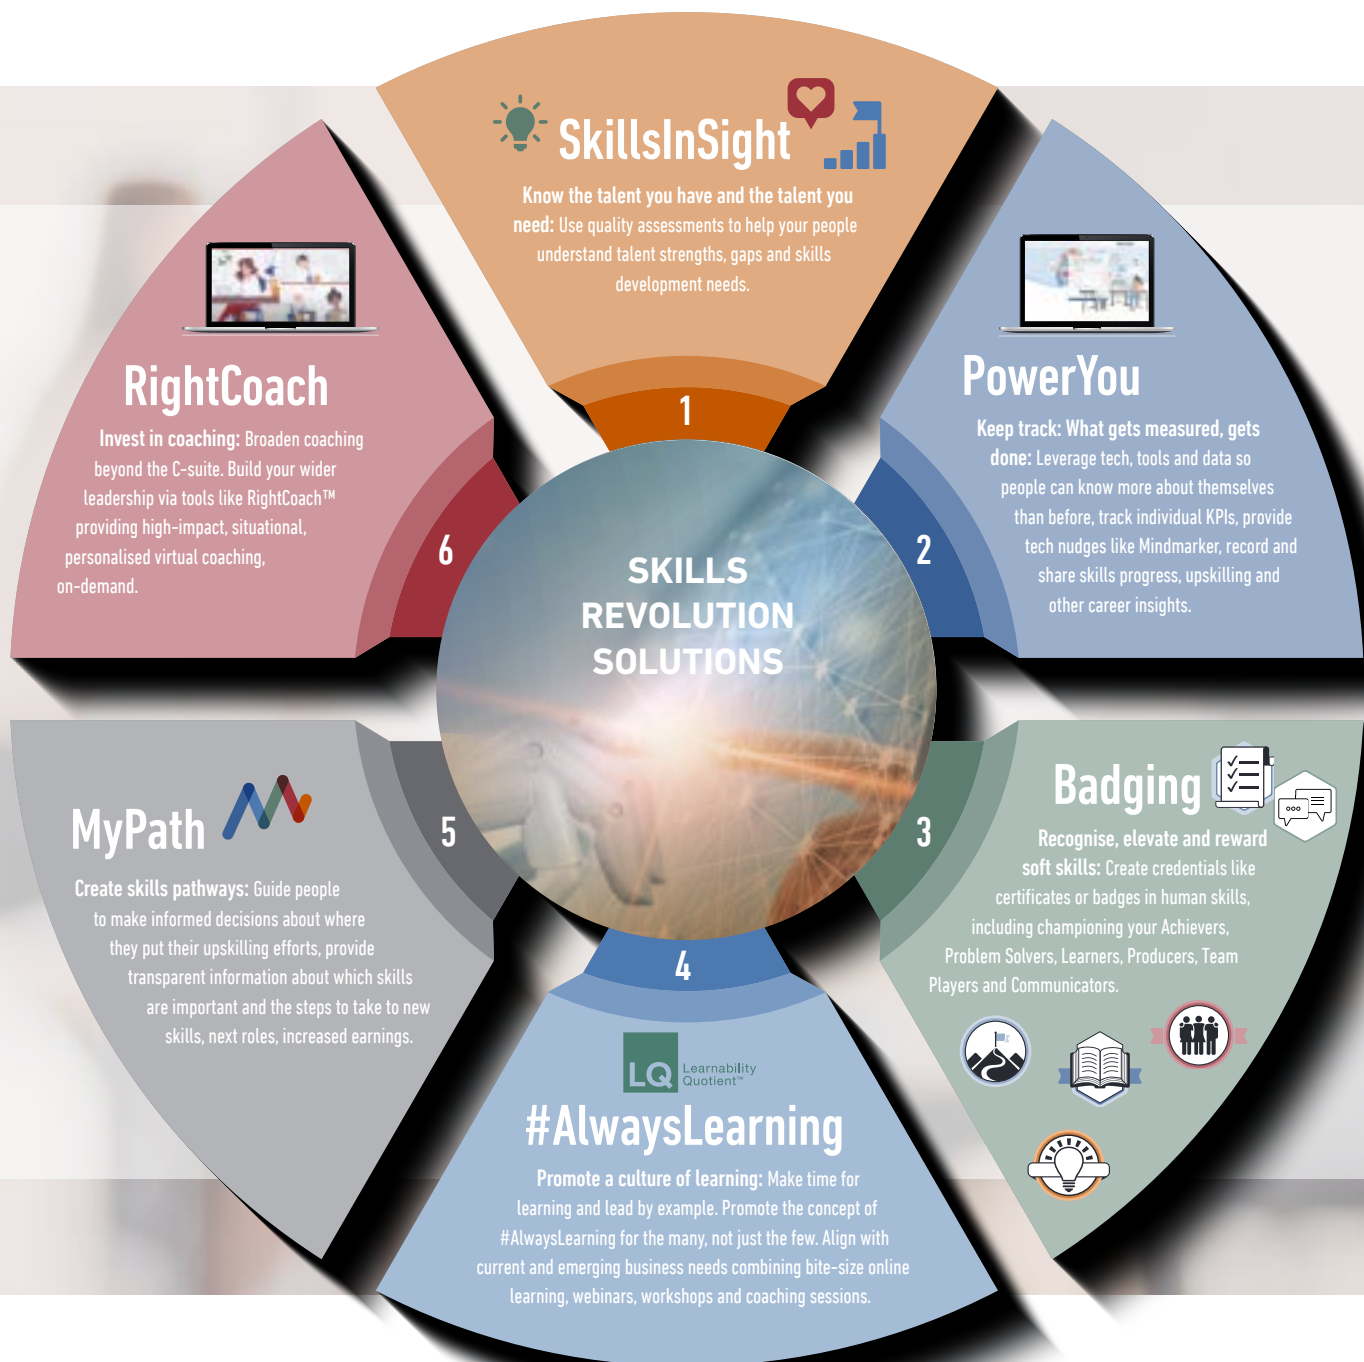 SkillsInSight
Know the talent you have and the talent you
need: Use quality assessments to help your people
understand talent strengths, gaps and skills
development needs.
1
PowerYou
Keep track: What gets measured, gets
done: Leverage tech, tools and data so
people can know more about themselves
than before, track individual KPIs, provide
tech nudges like Mindmarker, record and
share skills progress, upskilling and
other career insights.
2
Badging
Recognise, elevate and reward
soft skills: Create credentials like
certificates or badges in human skills,
including championing your Achievers,
Problem Solvers, Learners, Producers, Team
Players and Communicators.
3
4
LQ Learnability
Quotient™
#AlwaysLearning
Promote a culture of learning: Make time for
learning and lead by example. Promote the concept of
#AlwaysLearning for the many, not just the few. Align with
current and emerging business needs combining bite-size online
learning, webinars, workshops and coaching sessions.
MyPath
Create skills pathways: Guide people
to make informed decisions about where
they put their upskilling efforts, provide
transparent information about which skills
are important and the steps to take to new
skills, next roles, increased earnings.
5
RightCoach
Invest in coaching: Broaden coaching
beyond the C-suite. Build your wider
leadership via tools like RightCoach™
providing high-impact, situational,
personalised virtual coaching,
on-demand.
6
SKILLS
REVOLUTION
SOLUTIONS